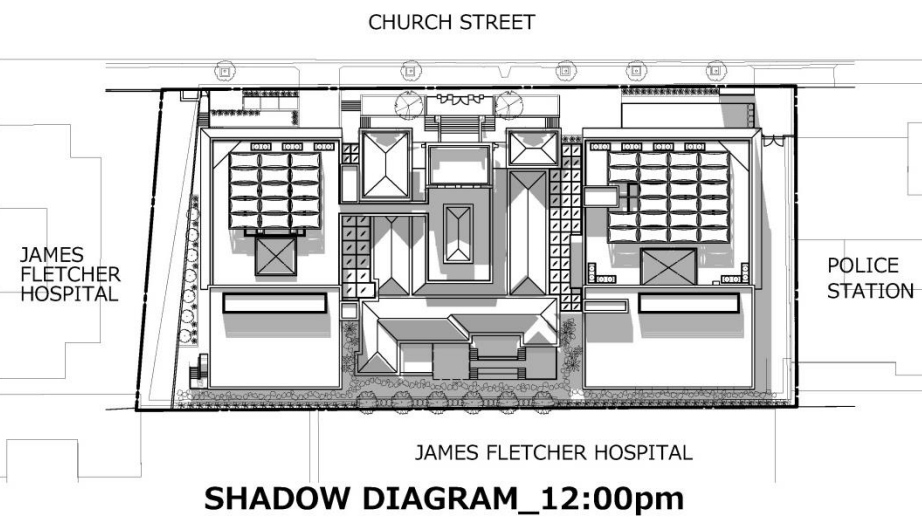 CHURCH STREET
JAMES
FLETCHER
HOSPITAL
POLICE
STATION
JAMES FLETCHER HOSPITAL
SHADOW DIAGRAM_12:00pm